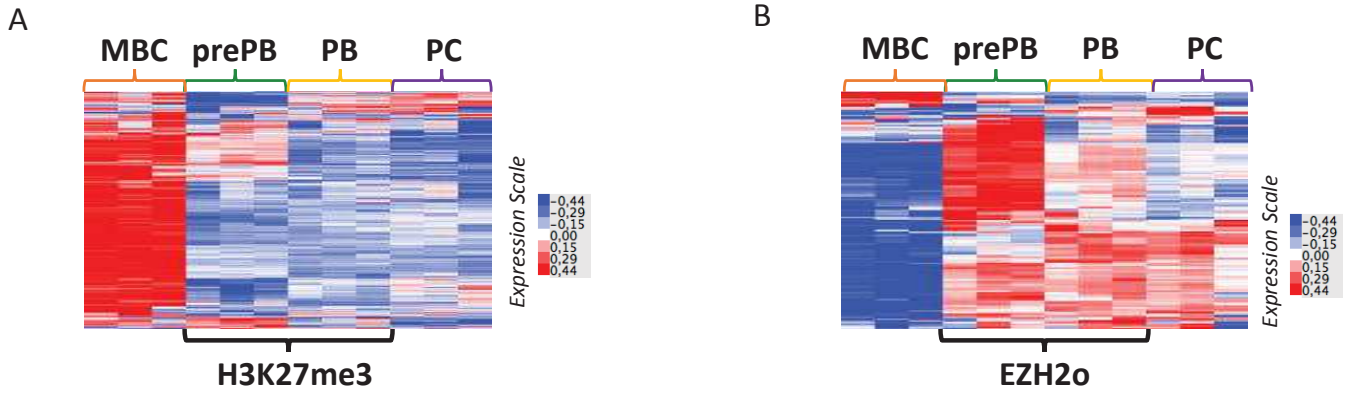 A
MBC prePB PB PC
Expression Scale
-0,44
-0,29
-0,15
0,00
0,15
0,29
0,44
H3K27me3
B
MBC prePB PB PC
Expression Scale
-0,44
-0,29
-0,15
0,00
0,15
0,29
0,44
EZH2o